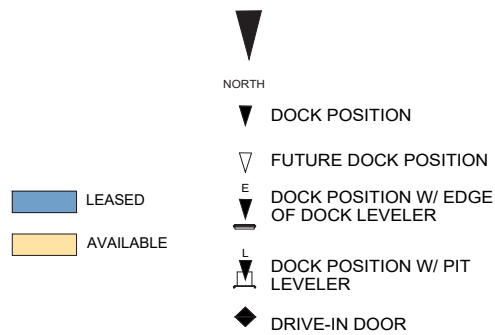 NORTH
DOCK POSITION
FUTURE DOCK POSITION
E
DOCK POSITION W/ EDGE
OF DOCK LEVELER
LEASED
AVAILABLE
L
DOCK POSITION W/ PIT
LEVELER
DRIVE-IN DOOR